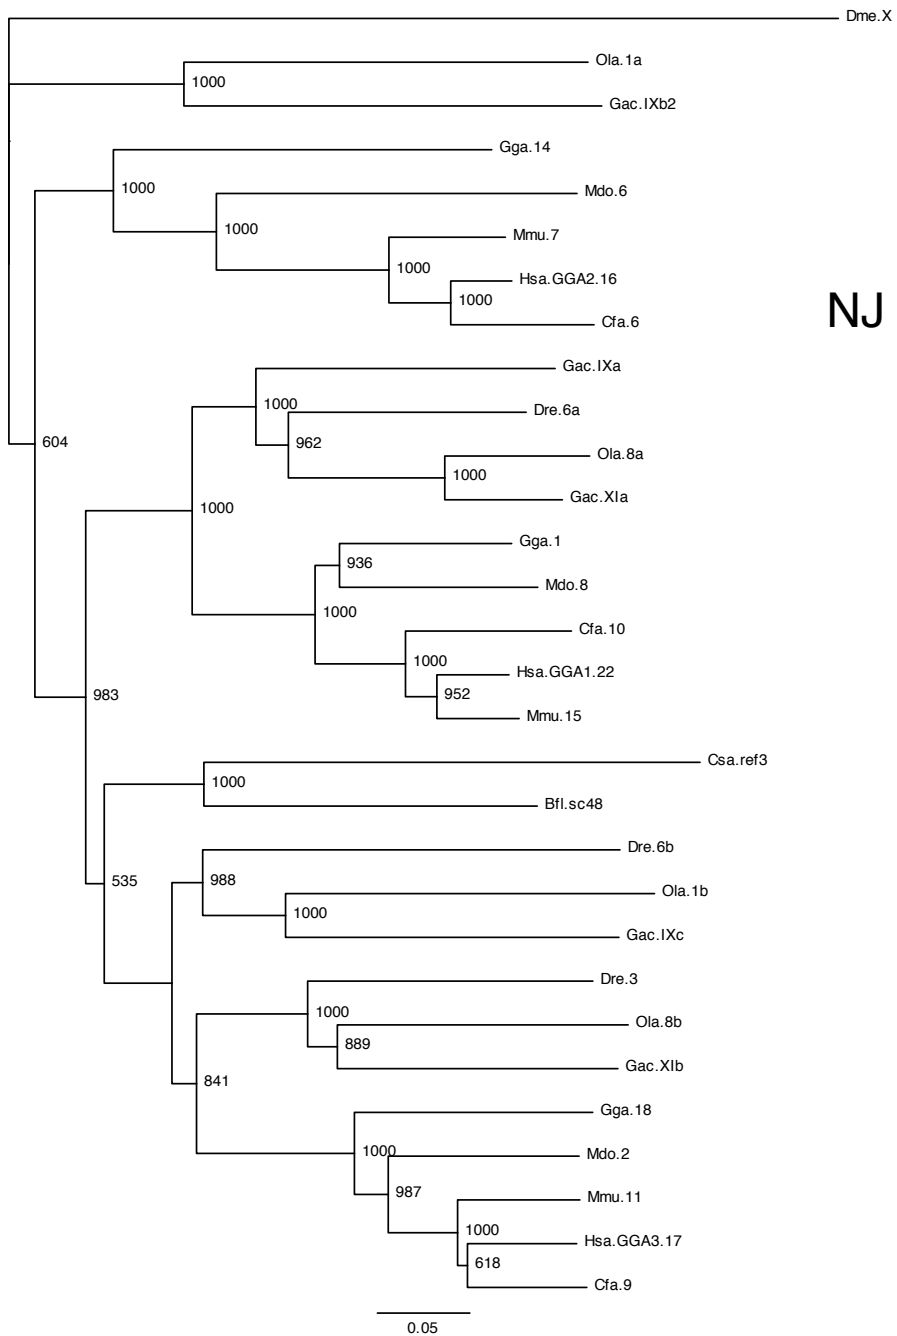 Dme.X
Ola.1a
1000
Gac.IXb2
Gga.14
1000
Mdo.6
1000
Mmu.7
1000
Hsa.GGA2.16
1000
Cfa.6
NJ
Gac.IXa
1000
Dre.6a
962
604
Ola.8a
1000
Gac.XIa
1000
Gga.1
936
Mdo.8
1000
Cfa.10
1000
Hsa.GGA1.22
952
983
Mmu.15
Csa.ref3
1000
Bfl.sc48
Dre.6b
988
535
Ola.1b
1000
Gac.IXc
Dre.3
1000
Ola.8b
889
Gac.XIb
841
Gga.18
1000
Mdo.2
987
Mmu.11
1000
Hsa.GGA3.17
618
Cfa.9
0.05